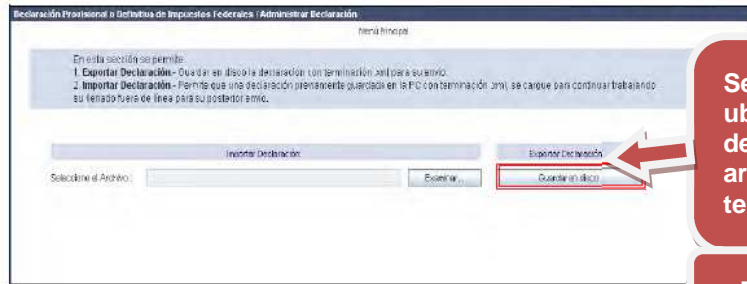 Declaración Provisional o Definitiva de Impuestos Federales / Administrar Declaración
Menú Principal
En esta sección se permite:
1. Exportar Declaración.- Guardar en disco la declaración con terminación .xml para su envío.
2. Importar Declaración.- Permite que una declaración previamente guardada en la PC con terminación .xml, se cargue para continuar trabajando
su llenado fuera de línea para su posterior envío.
Importar Declaración
Exportar Declaración
Seleccione el Archivo:
Examinar...
Guardar en disco
Se
ub
de
ar
te